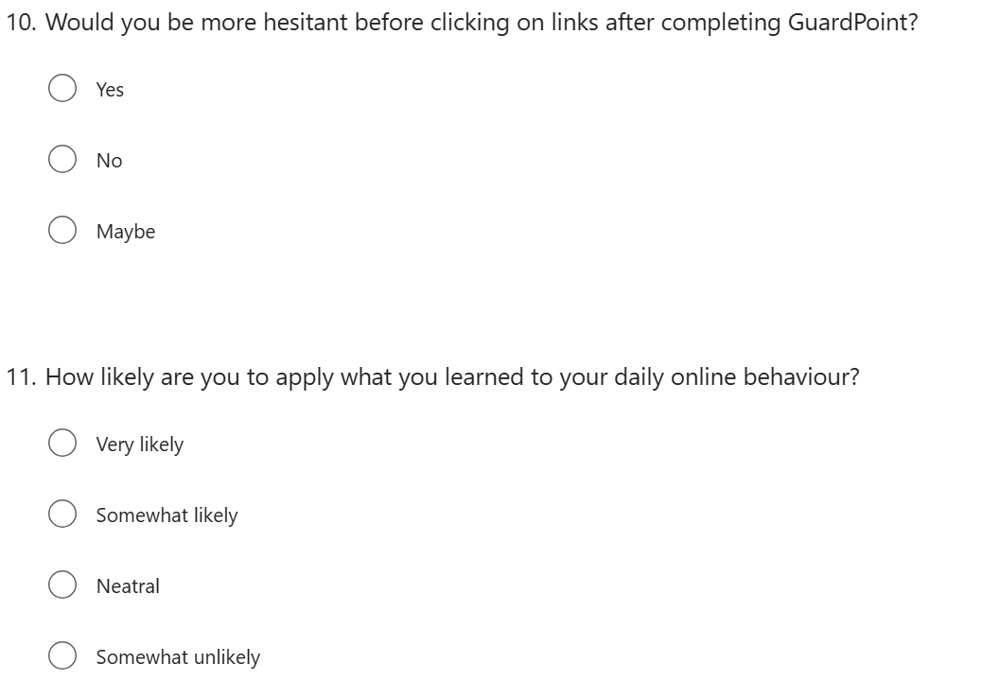 10. Would you be more hesitant before clicking on links after completing GuardPoint?
Yes
No
Maybe
11. How likely are you to apply what you learned to your daily online behaviour?
Very likely
Somewhat likely
Neatral
Somewhat unlikely